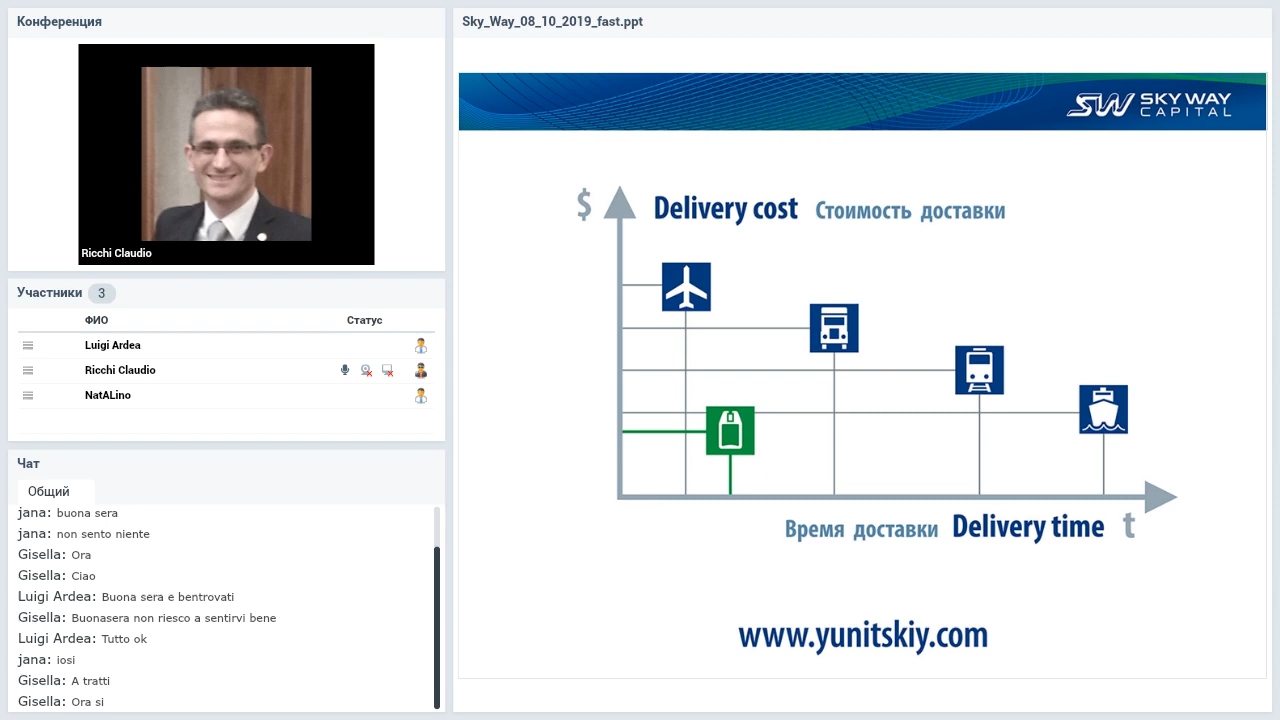 Конференция
Ricchi Claudio
Участники 3
ФИО Статус
Luigi Ardea
Ricchi Claudio
NatALino
Чат
Общий
jana: buona sera
jana: non sento niente
Gisella: Ora
Gisella: Ciao
Luigi Ardea: Buona sera e bentrovati
Gisella: Buonasera non riesco a sentirvi bene
Luigi Ardea: Tutto ok
jana: iosi
Gisella: A tratti
Gisella: Ora si
Sky_Way_08_10_2019_fast.ppt
SW SKY WAY
CAPITAL
$ Delivery cost Стоимость доставки
Время доставки Delivery time t
www.yunitskiy.com